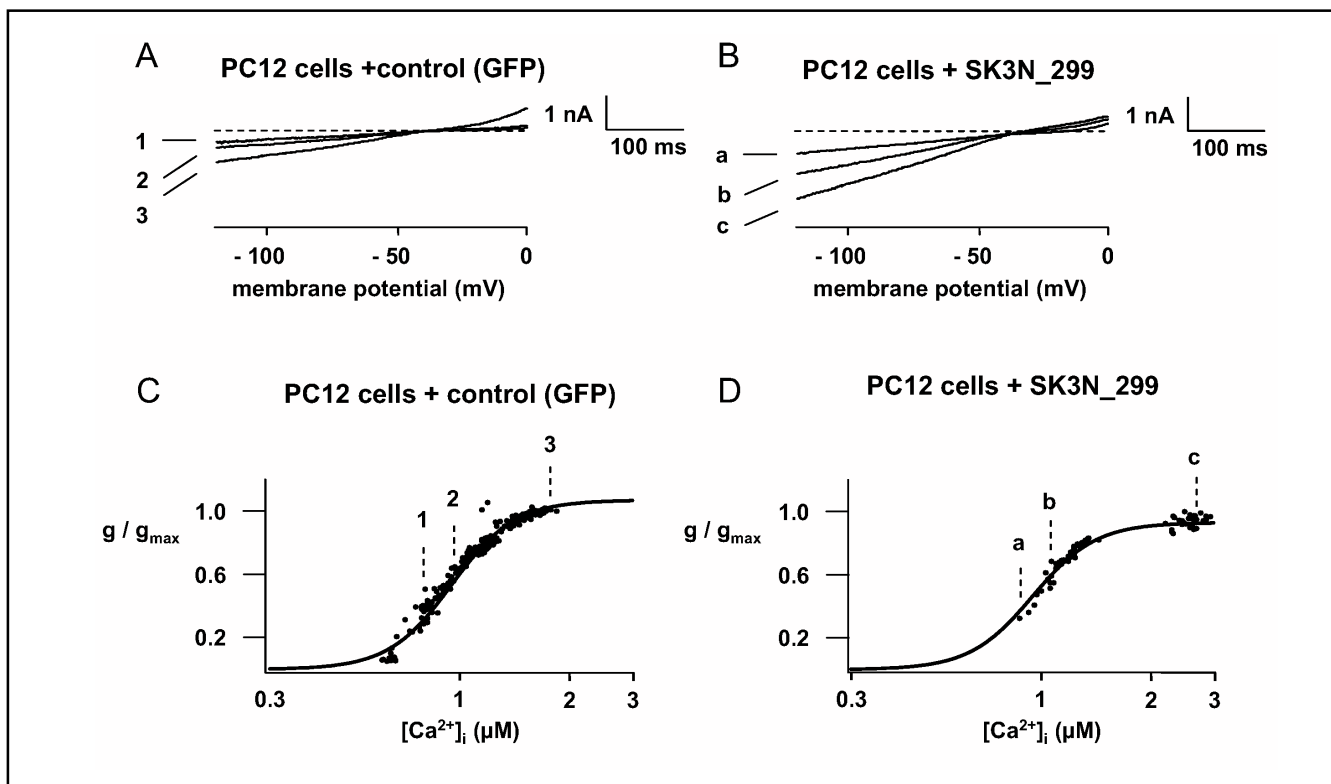 A
PC12 cells +control (GFP)
1 nA
100 ms
1
2
3
- 100
- 50
0
membrane potential (mV)
B
PC12 cells + SK3N_299
1 nA
100 ms
a
b
c
- 100
- 50
0
membrane potential (mV)
C
PC12 cells + control (GFP)
3
2
1
1.0
g / gmax
0.6
0.2
0.3
1
2
3
[Ca2+]i (µM)
D
PC12 cells + SK3N_299
c
b
a
1.0
g / gmax
0.6
0.2
0.3
1
2
3
[Ca2+]i (µM)